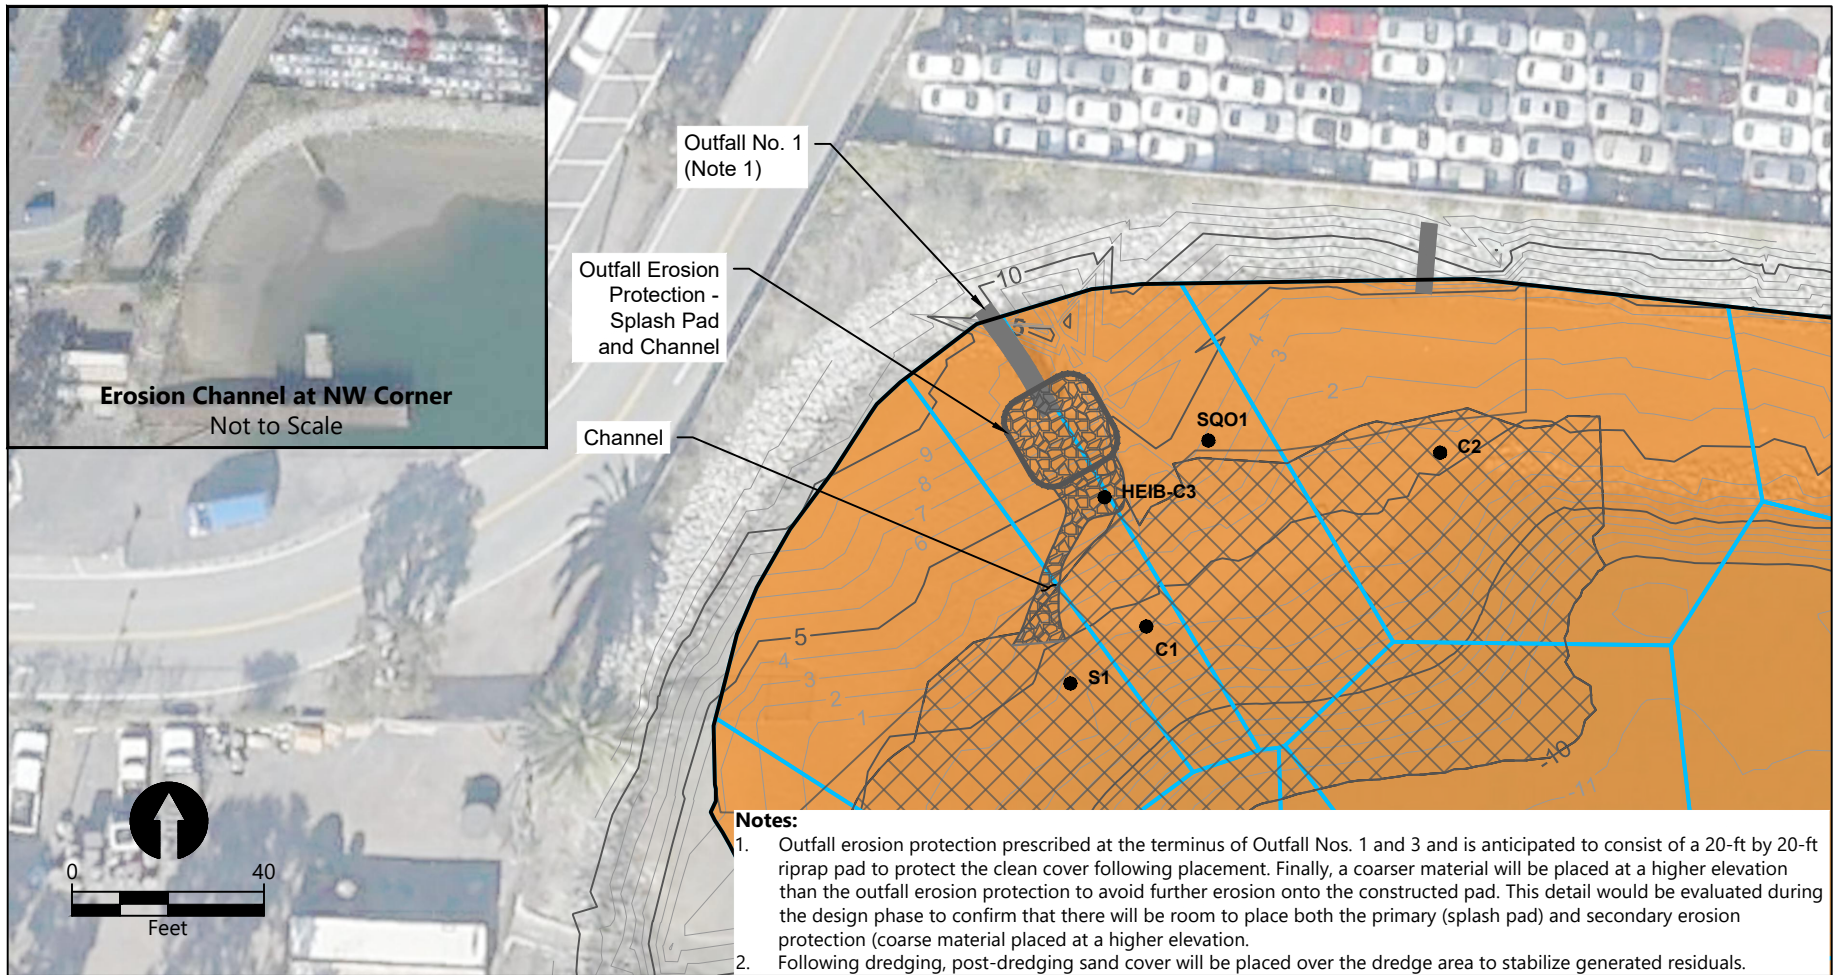 Erosion Channel at NW Corner
Not to Scale
Outfall No. 1
(Note 1)
Outfall Erosion
Protection -
Splash Pad
and Channel
Channel
10
5
4
3
2
9
8
7
6
SQO1
C2
HEIB-C3
C1
S1
5
4
3
2
1
-10
-11
0
40
Feet
Notes:
1. Outfall erosion protection prescribed at the terminus of Outfall Nos. 1 and 3 and is anticipated to consist of a 20-ft by 20-ft
riprap pad to protect the clean cover following placement. Finally, a coarser material will be placed at a higher elevation
than the outfall erosion protection to avoid further erosion onto the constructed pad. This detail would be evaluated during
the design phase to confirm that there will be room to place both the primary (splash pad) and secondary erosion
protection (coarse material placed at a higher elevation.
2. Following dredging, post-dredging sand cover will be placed over the dredge area to stabilize generated residuals.